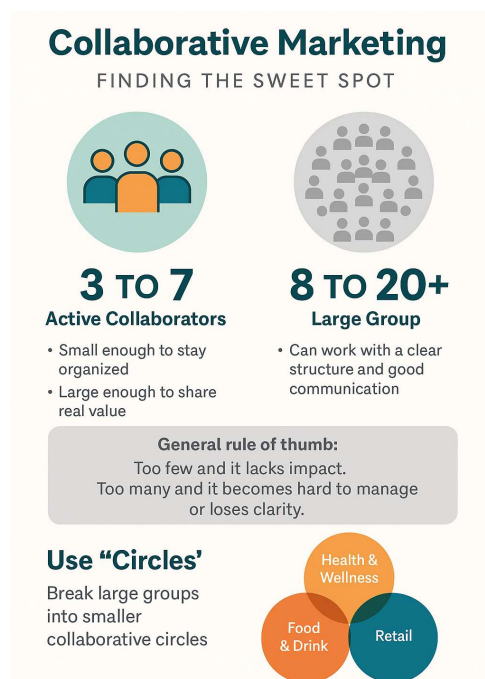 Collaborative Marketing
FINDING THE SWEET SPOT
3 TO 7
Active Collaborators
• Small enough to stay
organized
• Large enough to share
real value
8 TO 20+
Large Group
• Can work with a clear
structure and good
communication
General rule of thumb:
Too few and it lacks impact.
Too many and it becomes hard to manage
or loses clarity.
Use “Circles’
Break large groups
into smaller
collaborative circles
Health &
Wellness
Food
& Drink
Retail